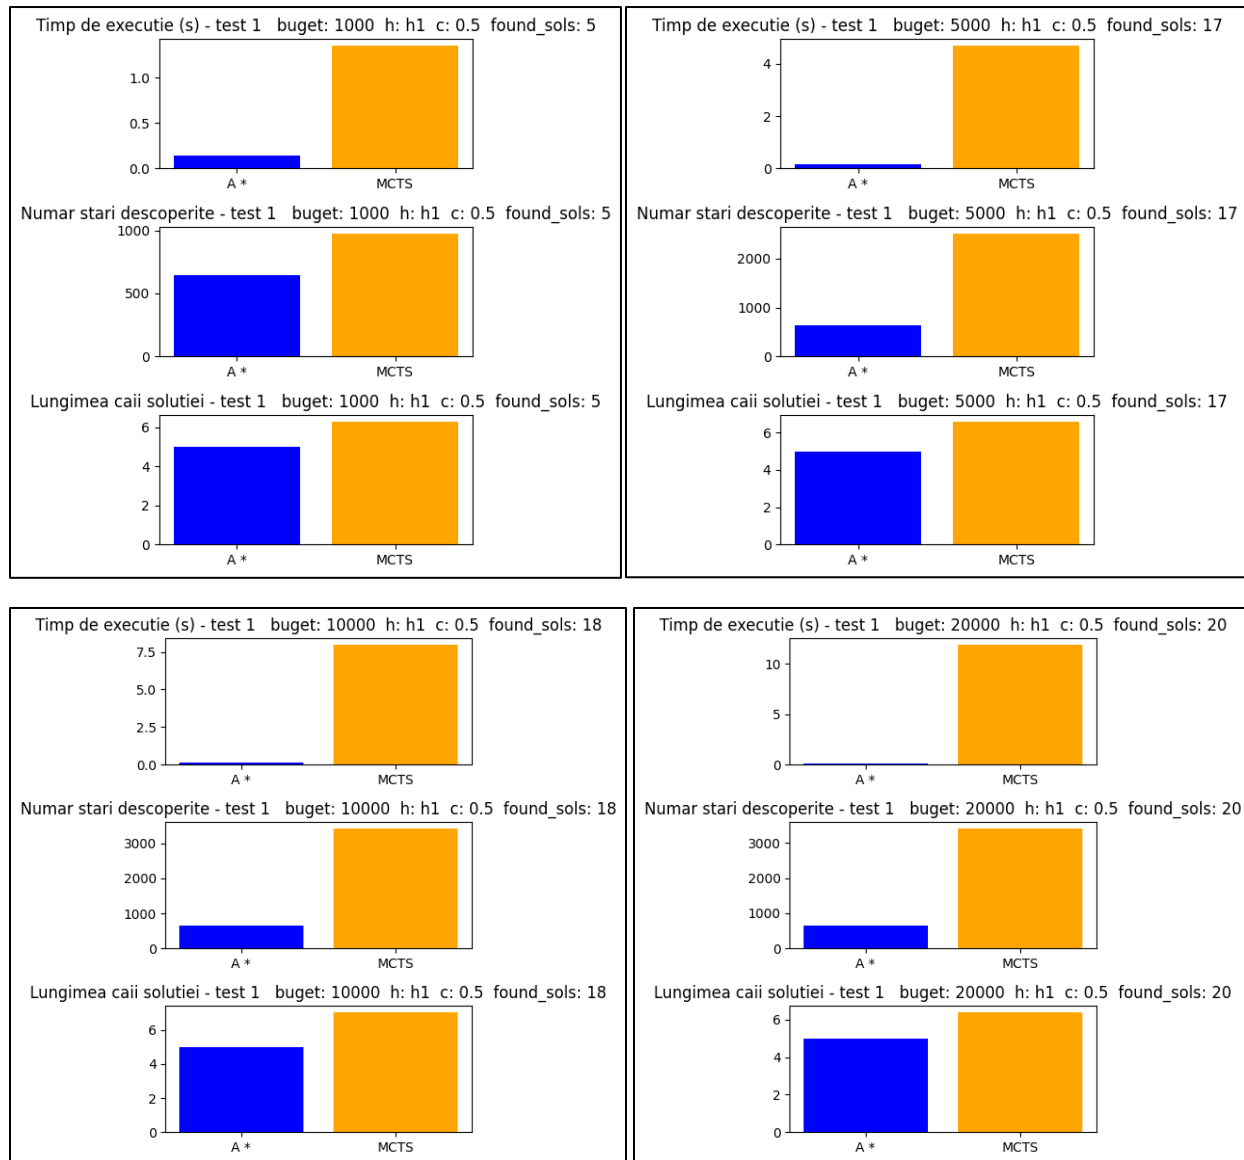 Timp de executie (s) - test 1   buget: 1000  h: h1  c: 0.5  found_sols: 5
1.0
0.5
0.0
A *
MCTS
Numar stari descoperite - test 1   buget: 1000  h: h1  c: 0.5  found_sols: 5
1000
500
0
A *
MCTS
Lungimea caii solutiei - test 1   buget: 1000  h: h1  c: 0.5  found_sols: 5
6
4
2
0
A *
MCTS
Timp de executie (s) - test 1   buget: 5000  h: h1  c: 0.5  found_sols: 17
4
2
0
A *
MCTS
Numar stari descoperite - test 1   buget: 5000  h: h1  c: 0.5  found_sols: 17
2000
1000
0
A *
MCTS
Lungimea caii solutiei - test 1   buget: 5000  h: h1  c: 0.5  found_sols: 17
6
4
2
0
A *
MCTS
Timp de executie (s) - test 1   buget: 10000  h: h1  c: 0.5  found_sols: 18
7.5
5.0
2.5
0.0
A *
MCTS
Numar stari descoperite - test 1   buget: 10000  h: h1  c: 0.5  found_sols: 18
3000
2000
1000
0
A *
MCTS
Lungimea caii solutiei - test 1   buget: 10000  h: h1  c: 0.5  found_sols: 18
6
4
2
0
A *
MCTS
Timp de executie (s) - test 1   buget: 20000  h: h1  c: 0.5  found_sols: 20
10
5
0
A *
MCTS
Numar stari descoperite - test 1   buget: 20000  h: h1  c: 0.5  found_sols: 20
3000
2000
1000
0
A *
MCTS
Lungimea caii solutiei - test 1   buget: 20000  h: h1  c: 0.5  found_sols: 20
6
4
2
0
A *
MCTS